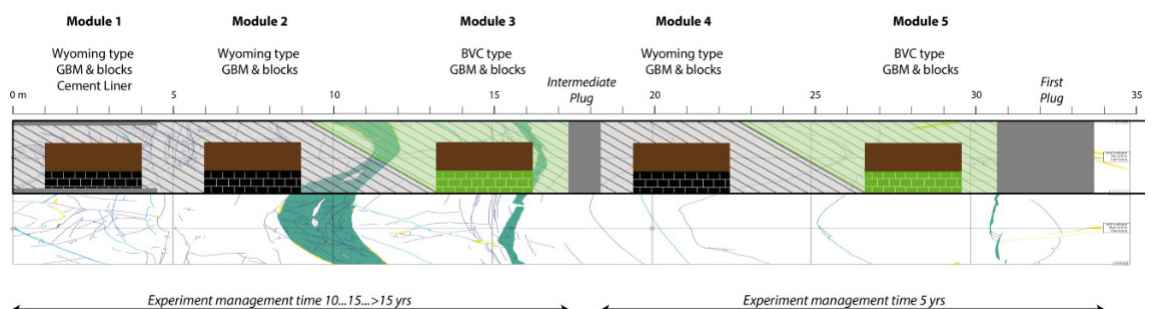 Module 1
Wyoming type
GBM & blocks
Cement Liner
Module 2
Wyoming type
GBM & blocks
Module 3
BVC type
GBM & blocks
Intermediate
Plug
Module 4
Wyoming type
GBM & blocks
Module 5
BVC type
GBM & blocks
First
Plug
0 m 5 10 15 20 25 30 35
Experiment management time 10...15...>15 yrs
Experiment management time 5 yrs